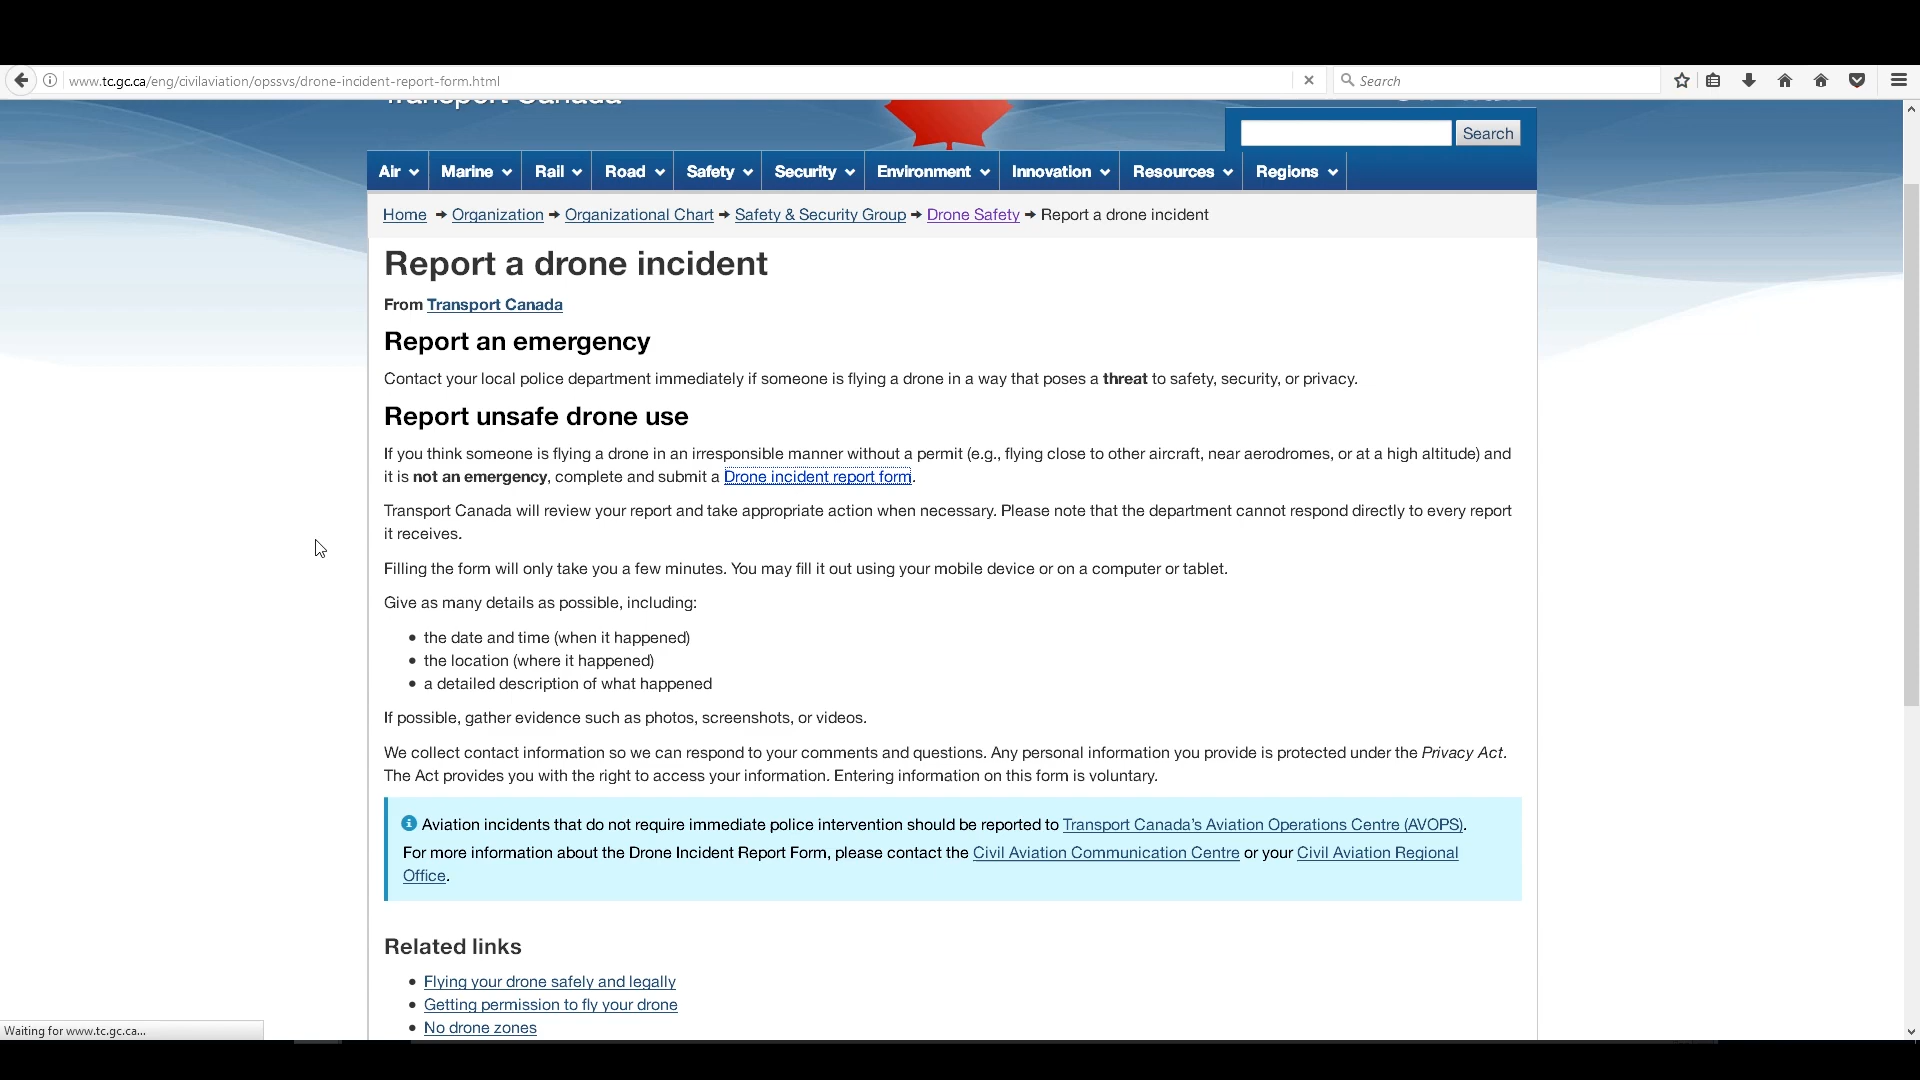 www.tc.gc.ca/eng/civilaviation/opssvs/drone-incident-report-form.html
Search
Transport Canada
Search
Air Marine Rail Road Safety Security Environment Innovation Resources Regions
Home → Organization → Organizational Chart → Safety & Security Group → Drone Safety → Report a drone incident
Report a drone incident
From Transport Canada
Report an emergency
Contact your local police department immediately if someone is flying a drone in a way that poses a threat to safety, security, or privacy.
Report unsafe drone use
If you think someone is flying a drone in an irresponsible manner without a permit (e.g., flying close to other aircraft, near aerodromes, or at a high altitude) and
it is not an emergency, complete and submit a Drone incident report form.
Transport Canada will review your report and take appropriate action when necessary. Please note that the department cannot respond directly to every report
it receives.
Filling the form will only take you a few minutes. You may fill it out using your mobile device or on a computer or tablet.
Give as many details as possible, including:
• the date and time (when it happened)
• the location (where it happened)
• a detailed description of what happened
If possible, gather evidence such as photos, screenshots, or videos.
We collect contact information so we can respond to your comments and questions. Any personal information you provide is protected under the Privacy Act.
The Act provides you with the right to access your information. Entering information on this form is voluntary.
Aviation incidents that do not require immediate police intervention should be reported to Transport Canada's Aviation Operations Centre (AVOPS).
For more information about the Drone Incident Report Form, please contact the Civil Aviation Communication Centre or your Civil Aviation Regional
Office.
Related links
• Flying your drone safely and legally
• Getting permission to fly your drone
• No drone zones
Waiting for www.tc.gc.ca...